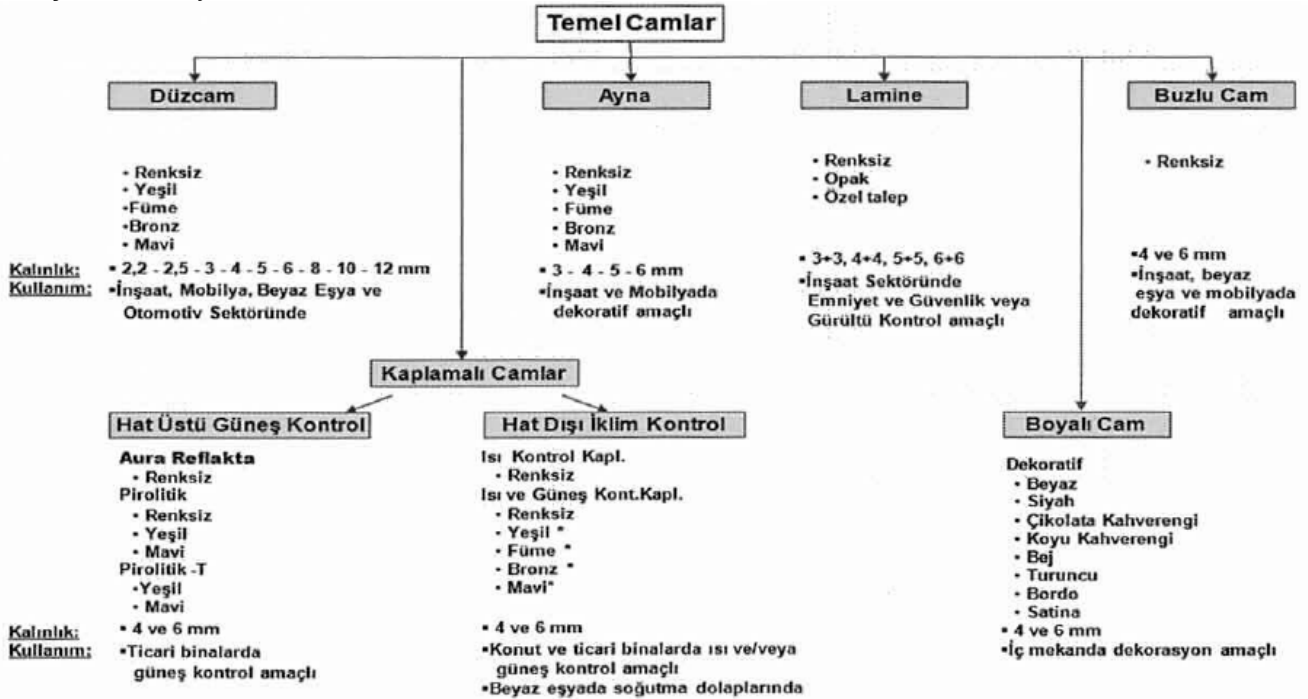 Temel Camlar
Düzcam
• Renksiz
• Yeşil
•Füme
•Bronz
• Mavi
Kalınlık:
▪ 2,2 - 2,5 - 3 - 4 - 5 - 6 - 8 - 10 - 12 mm
Kullanım:
▪İnşaat, Mobilya, Beyaz Eşya ve
Otomotiv Sektöründe
Ayna
• Renksiz
• Yeşil
• Füme
• Bronz
• Mavi
▪ 3 - 4 - 5 - 6 mm
▪İnşaat ve Mobilyada
dekoratif amaçlı
Lamine
• Renksiz
• Opak
• Özel talep
▪ 3+3, 4+4, 5+5, 6+6
▪İnşaat Sektöründe
Emniyet ve Güvenlik veya
Gürültü Kontrol amaçlı
Buzlu Cam
• Renksiz
▪4 ve 6 mm
▪İnşaat, beyaz
eşya ve mobilyada
dekoratif amaçlı
Kaplamalı Camlar
Hat Üstü Güneş Kontrol
Aura Reflakta
• Renksiz
Pirolitik
• Renksiz
• Yeşil
• Mavi
Pirolitik -T
•Yeşil
• Mavi
Kalınlık:
▪ 4 ve 6 mm
Kullanım:
▪Ticari binalarda
güneş kontrol amaçlı
Hat Dışı İklim Kontrol
Isı Kontrol Kapl.
• Renksiz
Isı ve Güneş Kont.Kapl.
• Renksiz
• Yeşil *
• Füme *
• Bronz *
• Mavi*
▪ 4 ve 6 mm
▪Konut ve ticari binalarda ısı ve/veya
güneş kontrol amaçlı
▪Beyaz eşyada soğutma dolaplarında
Boyalı Cam
Dekoratif
• Beyaz
• Siyah
• Çikolata Kahverengi
• Koyu Kahverengi
• Bej
• Turuncu
• Bordo
• Satina
▪ 4 ve 6 mm
▪İç mekanda dekorasyon amaçlı